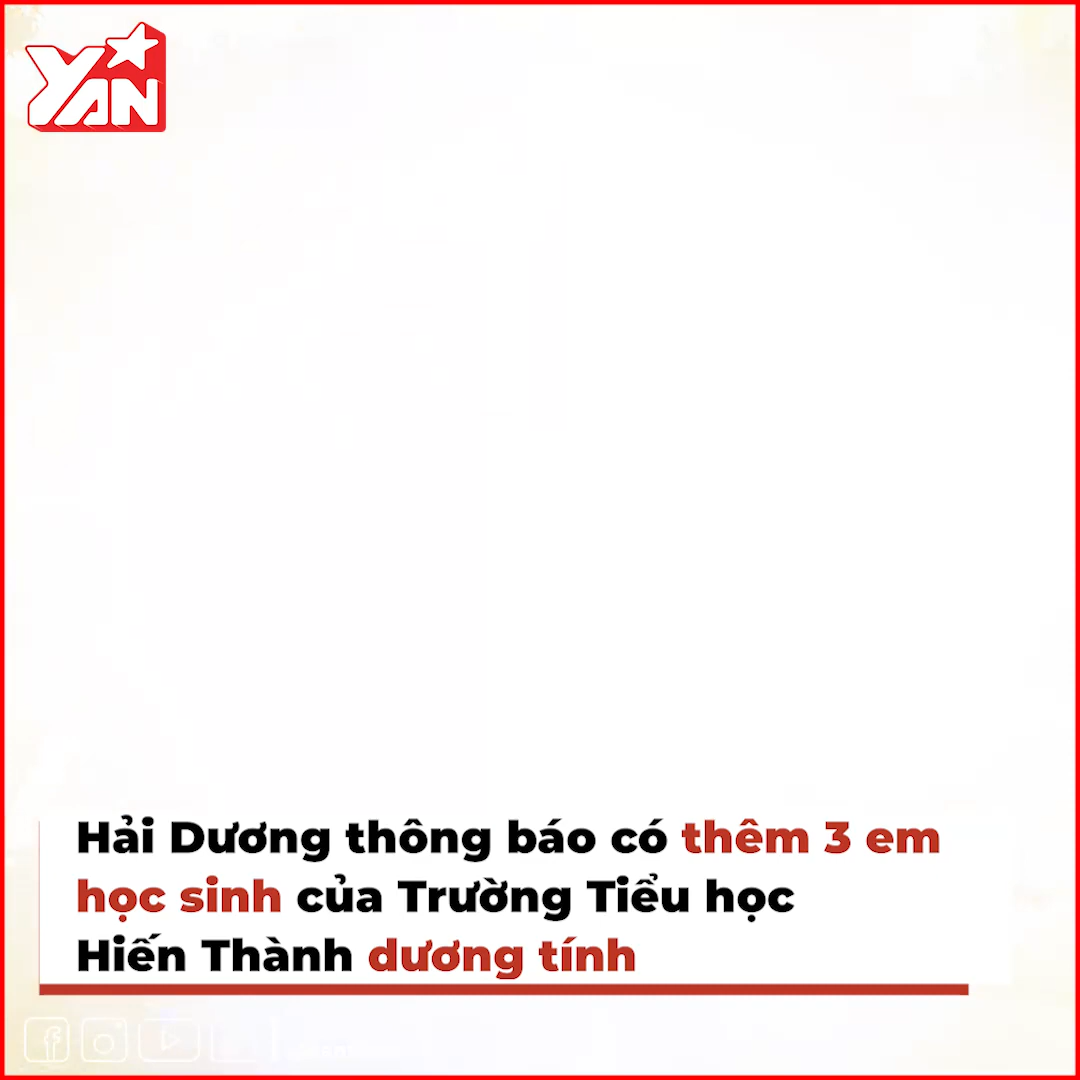 YAN
Hải Dương thông báo có thêm 3 em
học sinh của Trường Tiểu học
Hiến Thành dương tính